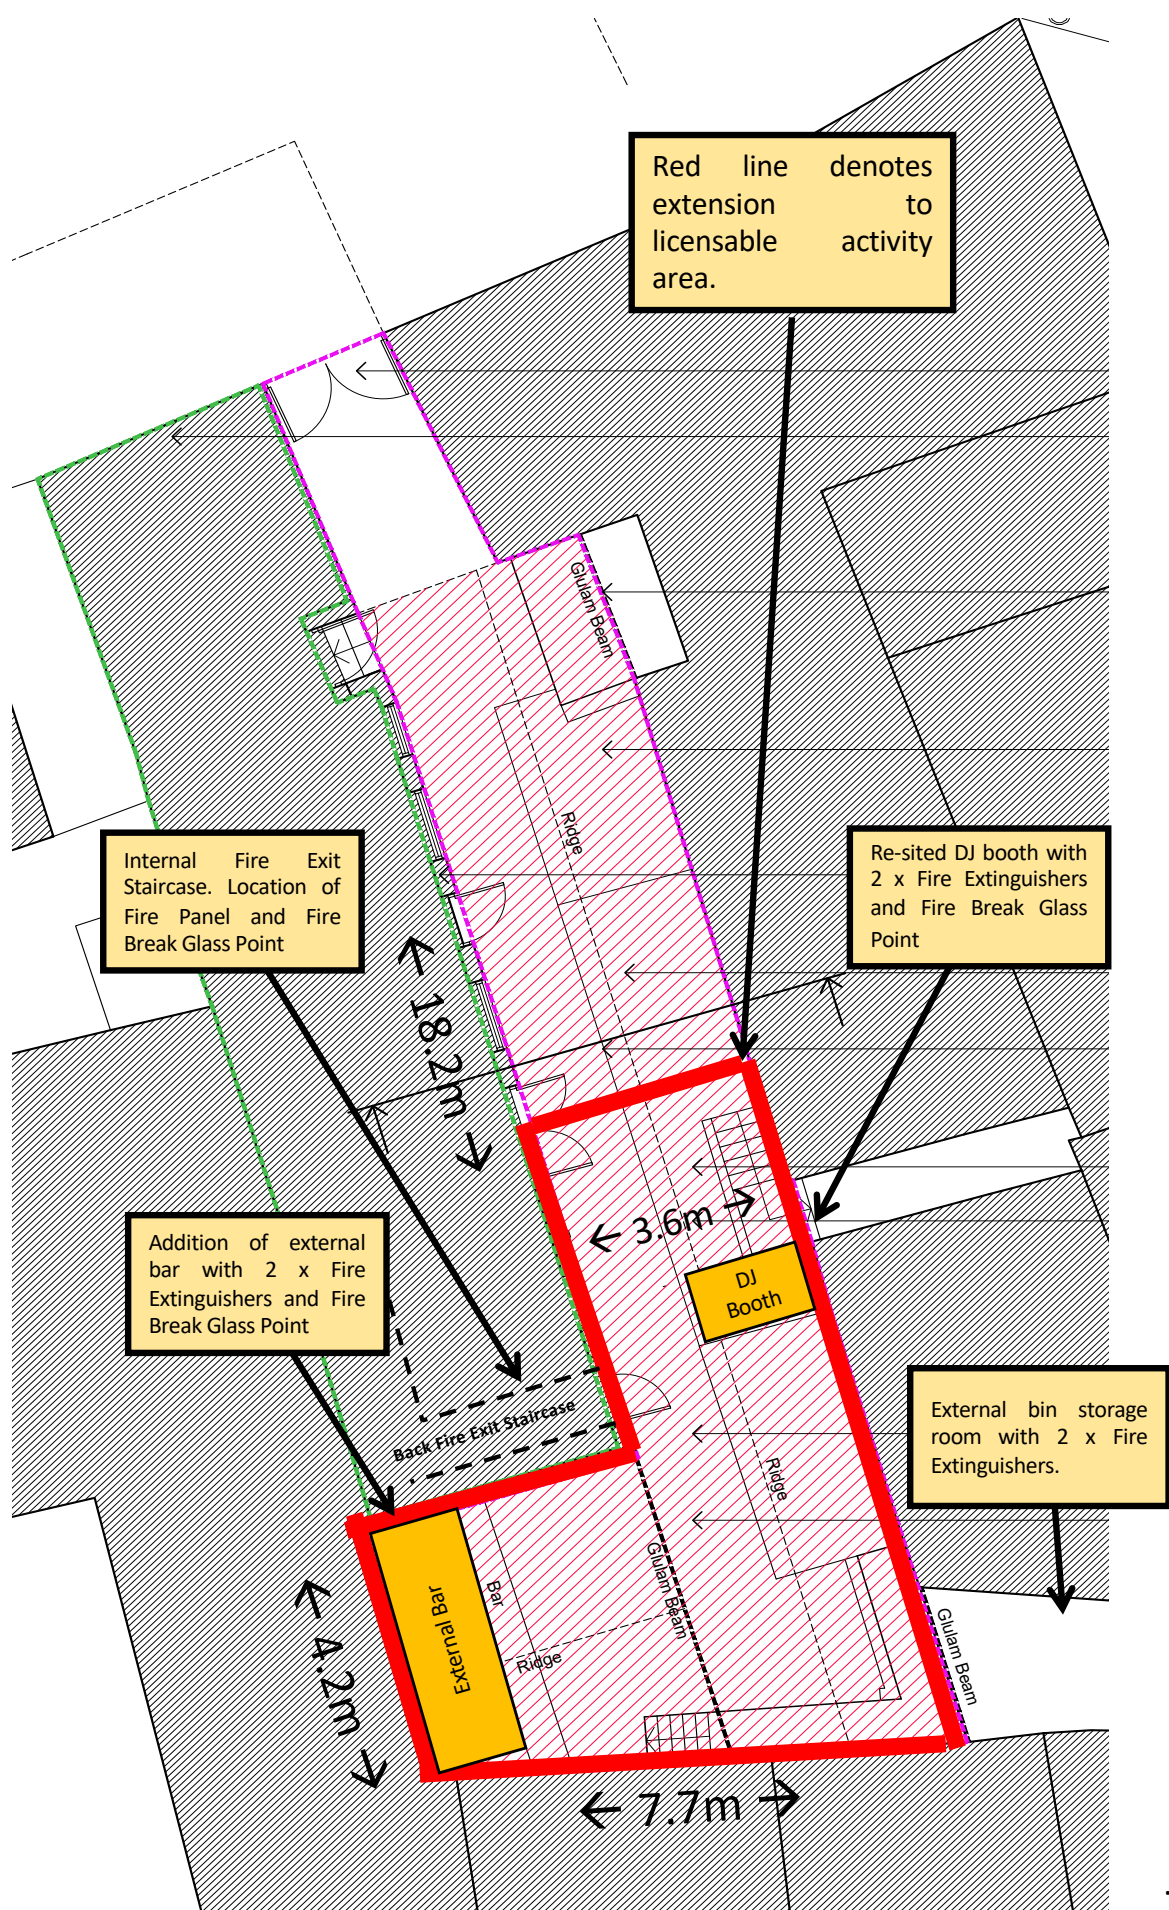 Red line denotes
extension to
licensable activity
area.
Glulam Beam
Ridge
Internal Fire Exit
Staircase. Location of
Fire Panel and Fire
Break Glass Point
Re-sited DJ booth with
2 x Fire Extinguishers
and Fire Break Glass
Point
18.2m
3.6m
Addition of external
bar with 2 x Fire
Extinguishers and Fire
Break Glass Point
DJ
Booth
Back Fire Exit Staircase
External bin storage
room with 2 x Fire
Extinguishers.
Ridge
External Bar
Bar
Glulam Beam
Ridge
Glulam Beam
4.2m
7.7m